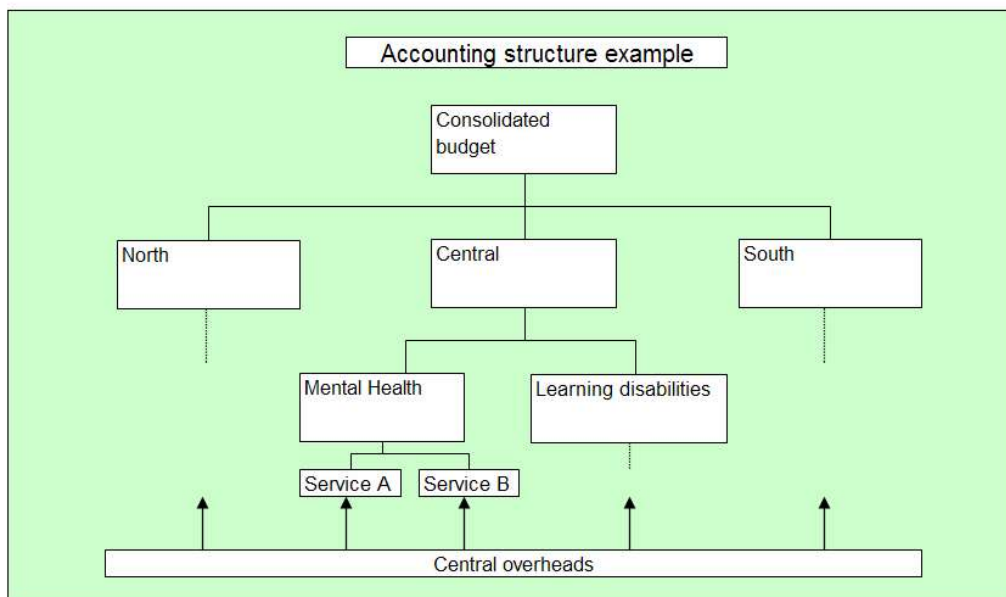 Accounting structure example
Consolidated
budget
North
Central
South
Mental Health
Learning disabilities
Service A
Service B
Central overheads